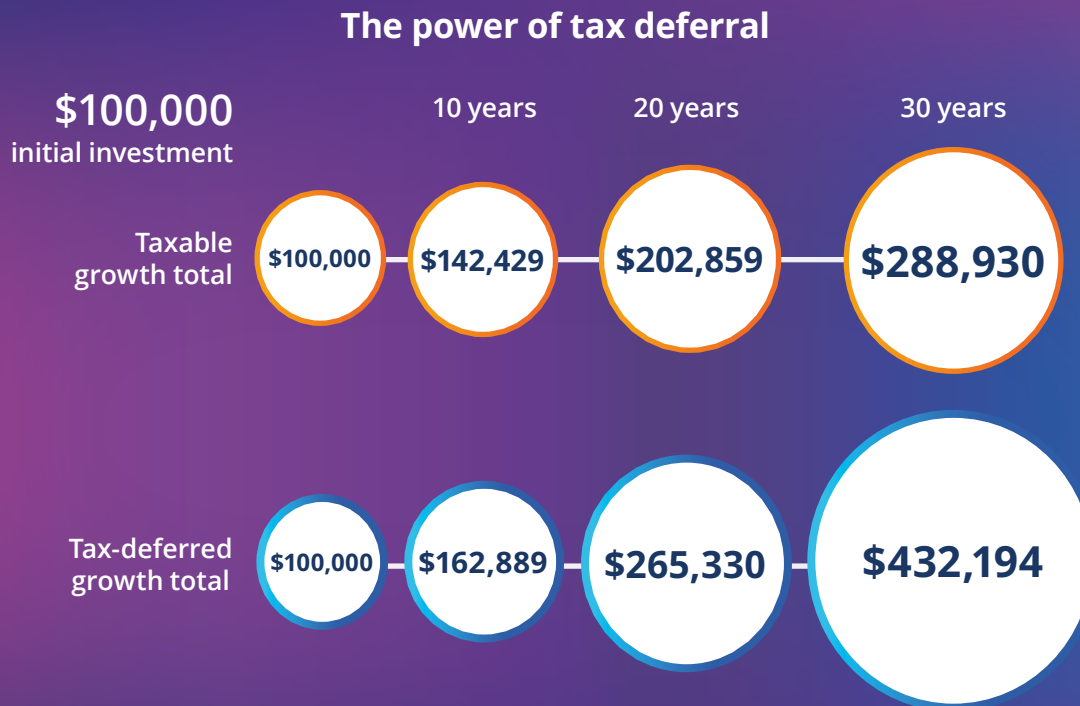 The power of tax deferral
$100,000
initial investment
10 years
20 years
30 years
Taxable
growth total
$100,000
$142,429
$202,859
$288,930
Tax-deferred
growth total
$100,000
$162,889
$265,330
$432,194